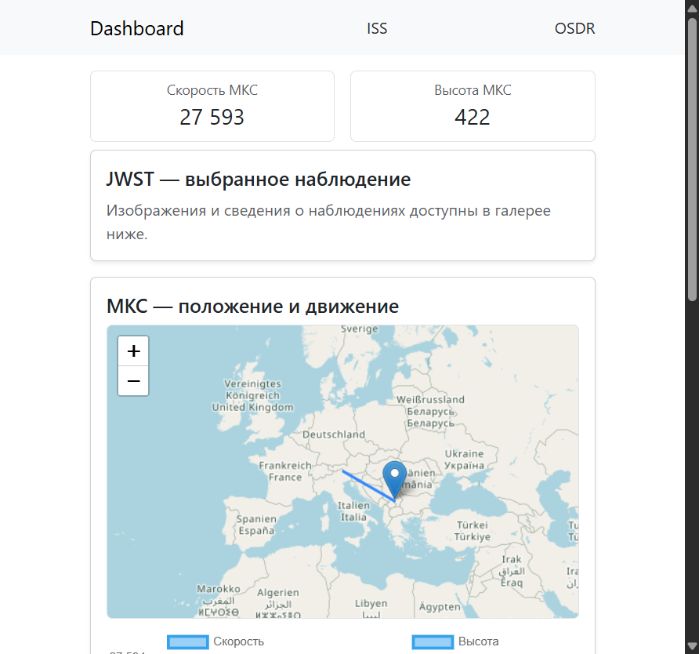 Dashboard
ISS
OSDR
Скорость МКС
27 593
Высота МКС
422
JWST — выбранное наблюдение
Изображения и сведения о наблюдениях доступны в галерее
ниже.
МКС — положение и движение
+
−
Sverige
Vereinigtes
Königreich
United Kingdom
Weißrussland
Беларусь
Беларусь
Deutschland
Ukraine
Україна
Frankreich
France
Italien
Italia
Spanien
España
Türkei
Türkiye
Irak
العراق
Iraq
Marokko
المغرب
Algerien
Libyen
Ägypten
Скорость
Высота